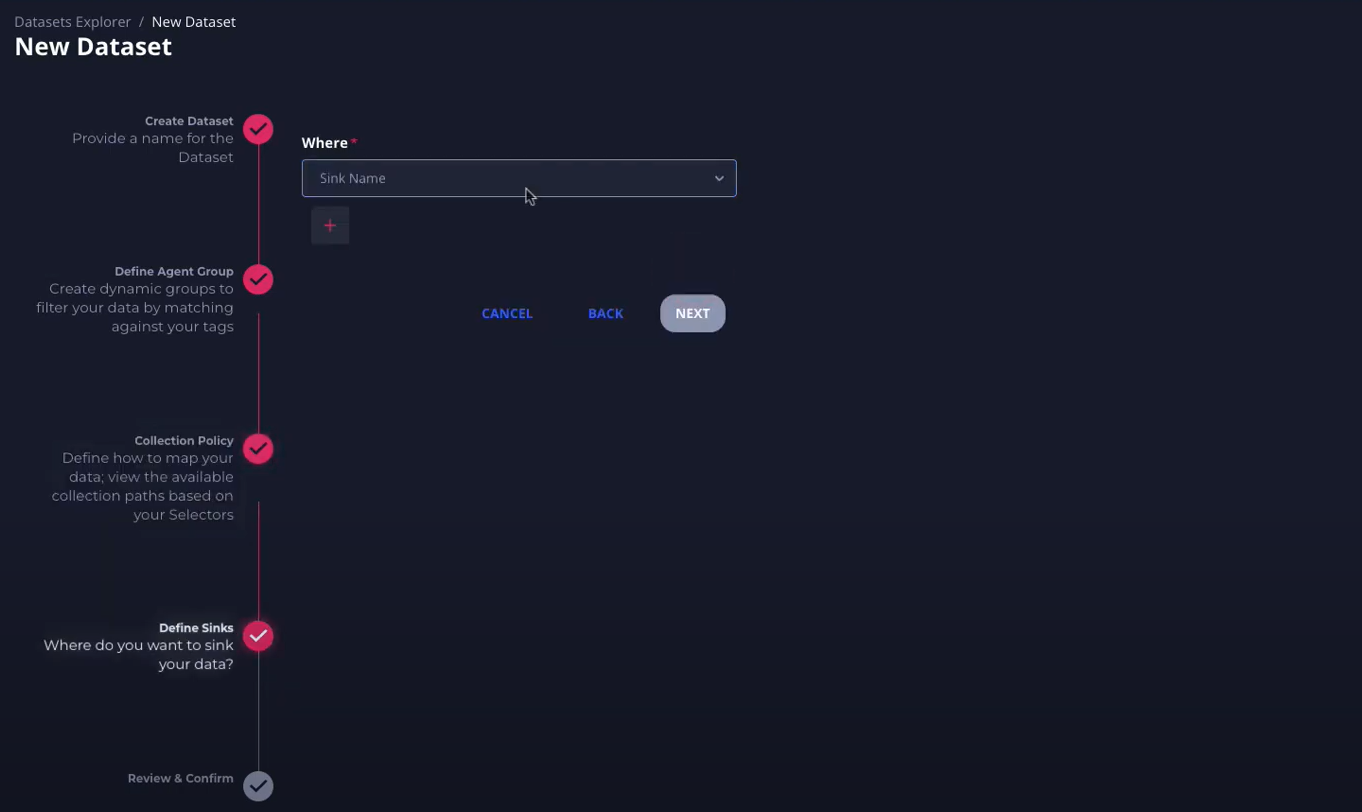 Datasets Explorer / New Dataset
New Dataset
Create Dataset
Provide a name for the
Dataset
Where *
Sink Name
+
Define Agent Group
Create dynamic groups to
filter your data by matching
against your tags
CANCEL BACK NEXT
Collection Policy
Define how to map your
data; view the available
collection paths based on
your Selectors
Define Sinks
Where do you want to sink
your data?
Review & Confirm